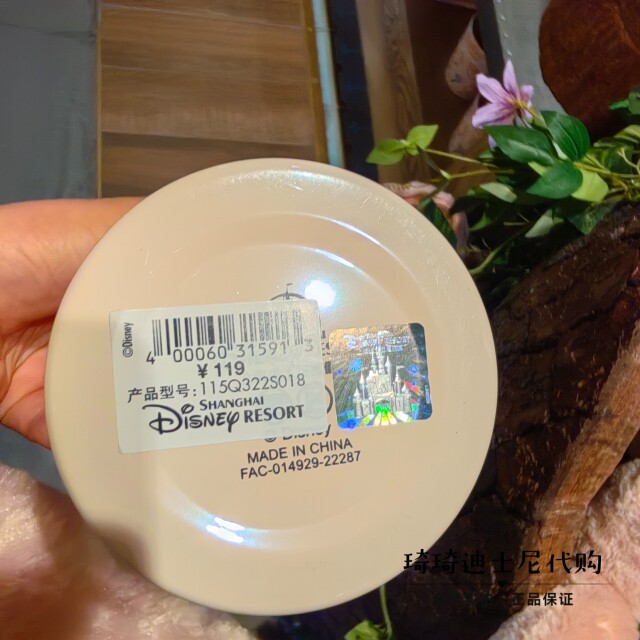 ©Disney
4 00060 31591 3
¥119
产品型号:115Q322S018
SHANGHAI
DISNEY RESORT
© Disney
MADE IN CHINA
FAC-014929-22287
琦琦迪士尼代购
正品保证